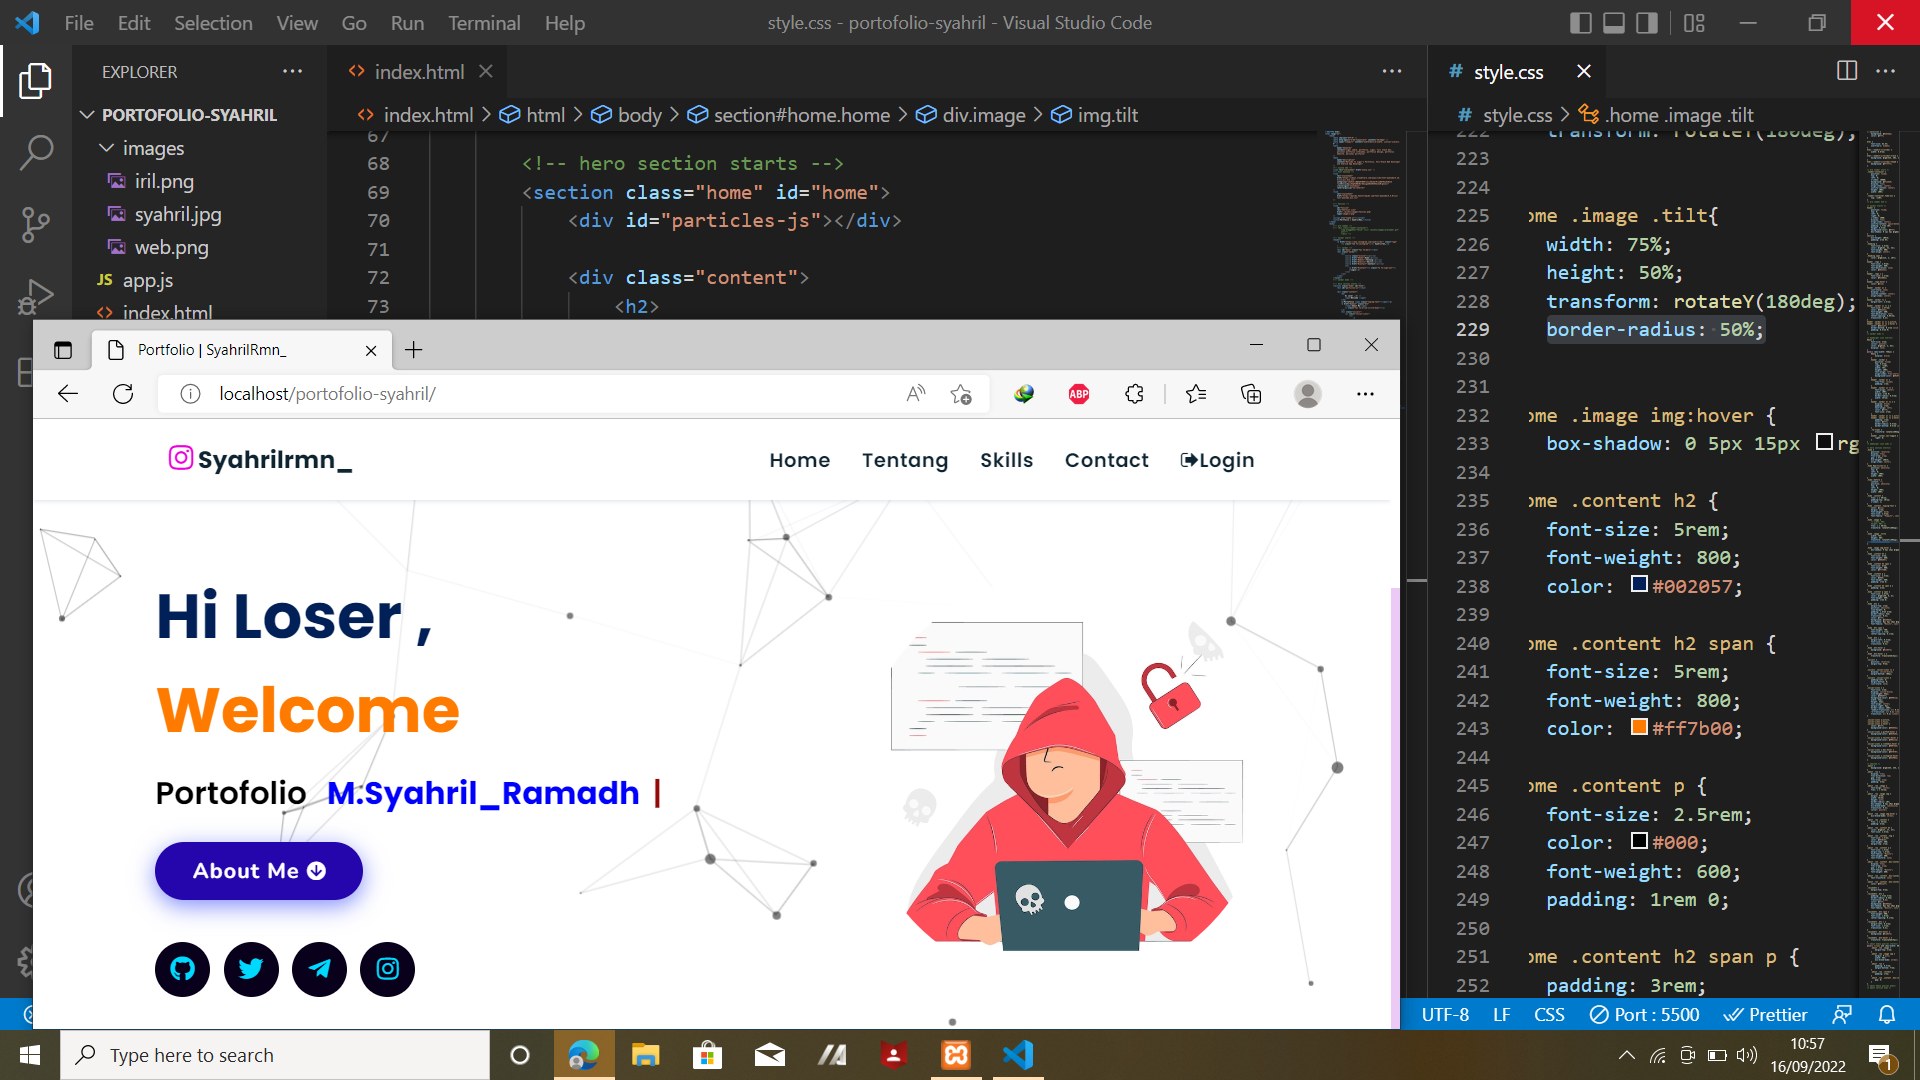 File Edit Selection View Go Run Terminal Help
style.css - portofolio-syahril - Visual Studio Code
EXPLORER
PORTOFOLIO-SYAHRIL
images
iril.png
syahril.jpg
web.png
JS app.js
index.html
index.html
index.html > html > body > section#home.home > div.image > img.tilt
67
68 <!-- hero section starts -->
69 <section class="home" id="home">
70 <div id="particles-js"></div>
71
72 <div class="content">
73 <h2>
# style.css
# style.css > .home .image .tilt
222 transform: rotateY(180deg);
223
224
225 ome .image .tilt{
226 width: 75%;
227 height: 50%;
228 transform: rotateY(180deg);
229 border-radius: 50%;
230
231
232 ome .image img:hover {
233 box-shadow: 0 5px 15px rg
234
235 ome .content h2 {
236 font-size: 5rem;
237 font-weight: 800;
238 color: #002057;
239
240 ome .content h2 span {
241 font-size: 5rem;
242 font-weight: 800;
243 color: #ff7b00;
244
245 ome .content p {
246 font-size: 2.5rem;
247 color: #000;
248 font-weight: 600;
249 padding: 1rem 0;
250
251 ome .content h2 span p {
252 padding: 3rem;
Portfolio | SyahrilRmn_
localhost/portofolio-syahril/
ABP
Syahrilrmn_
Home Tentang Skills Contact Login
Hi Loser ,
Welcome
Portofolio M.Syahril_Ramadh |
About Me
UTF-8 LF CSS Port : 5500 Prettier
Type here to search
10:57
16/09/2022
1